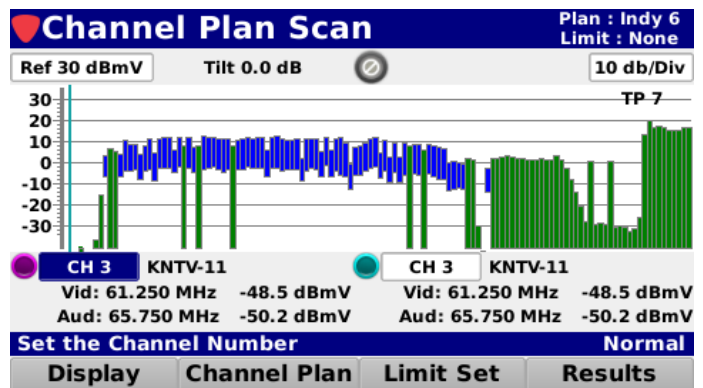 Channel Plan Scan
Plan : Indy 6
Limit : None
Ref 30 dBmV
Tilt 0.0 dB
10 db/Div
TP 7
30
20
10
0
-10
-20
-30
CH 3 KNTV-11 CH 3 KNTV-11
Vid: 61.250 MHz -48.5 dBmV Vid: 61.250 MHz -48.5 dBmV
Aud: 65.750 MHz -50.2 dBmV Aud: 65.750 MHz -50.2 dBmV
Set the Channel Number Normal
Display Channel Plan Limit Set Results